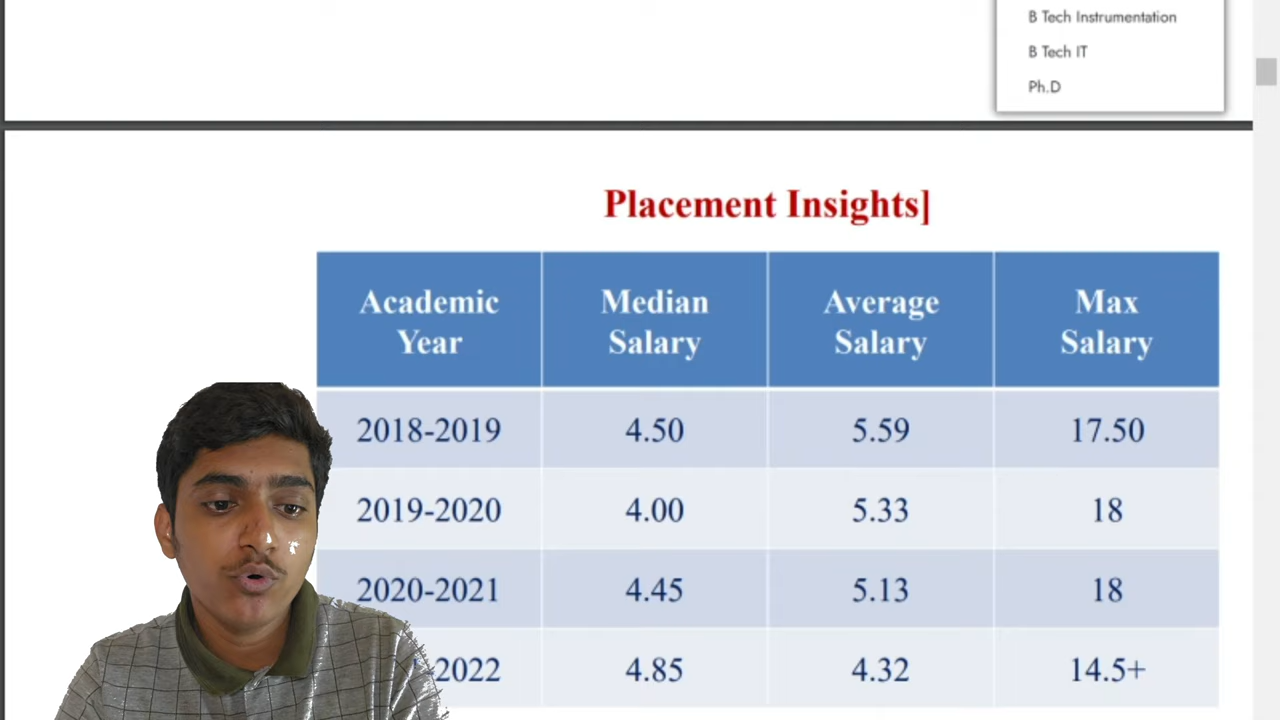 B Tech Instrumentation
B Tech IT
Ph.D
Placement Insights]
Academic Year Median Salary Average Salary Max Salary
2018-2019 4.50 5.59 17.50
2019-2020 4.00 5.33 18
2020-2021 4.45 5.13 18
-2022 4.85 4.32 14.5+